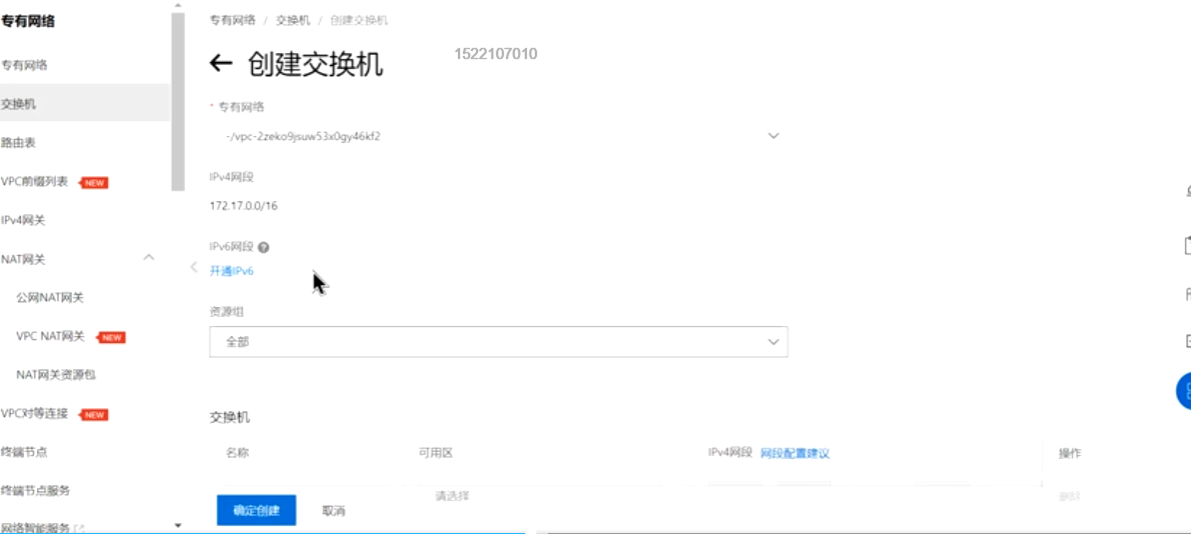 专有网络
专有网络
交换机
路由表
VPC前缀列表 NEW
IPv4网关
NAT网关
公网NAT网关
VPC NAT网关 NEW
NAT网关资源包
VPC对等连接 NEW
终端节点
终端节点服务
网络智能服务
专有网络 / 交换机 / 创建交换机
← 创建交换机
1522107010
* 专有网络
-/vpc-2zeko9jsuw53x0gy46kf2
IPv4网段
172.17.0.0/16
IPv6网段 ?
开通IPv6
资源组
全部
交换机
名称 可用区 IPv4网段 网段配置建议 操作
请选择 删除
确定创建 取消